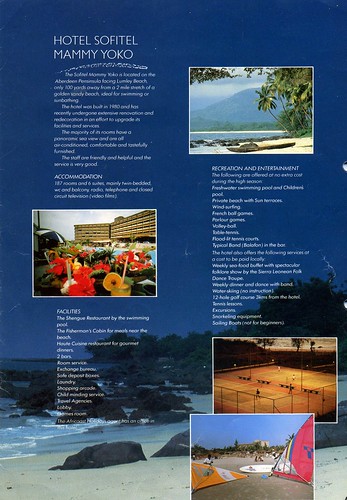 HOTEL SOFITEL
MAMMY YOKO
The Sofitel Mammy Yoko is located on the
Aberdeen Peninsula facing Lumley Beach,
only 100 yards away from a 2 mile stretch of a
golden sandy beach, ideal for swimming or
sunbathing.
The hotel was built in 1980 and has
recently undergone extensive renovation and
redecoration in an effort to upgrade its
facilities and services.
The majority of its rooms have a
panoramic sea view and are all
air-conditioned, comfortable and tastefully
furnished.
The staff are friendly and helpful and the
service is very good.
ACCOMMODATION
187 rooms and 6 suites, mainly twin-bedded,
wc and balcony, radio, telephone and closed
circuit television (video films).
FACILITIES
The Shengue Restaurant by the swimming
pool.
The Fisherman's Cabin for meals near the
beach.
Haute Cuisine restaurant for gourmet
dinners.
2 bars.
Room service.
Exchange bureau.
Safe deposit boxes.
Laundry.
Shopping arcade.
Child minding service.
Travel Agencies.
Lobby.
Games room.
The Africtours has an office in
RECREATION AND ENTERTAINMENT
The following are offered at no extra cost
during the high season:
Freshwater swimming pool and Children's
pool.
Private beach with Sun terraces.
Wind-surfing.
French ball games.
Parlour games.
Volley-ball.
Table-tennis.
Flood-lit tennis courts.
Typical Band (Balafon) in the bar.
The hotel also offers the following services at
a cost to be paid locally.
Weekly sea-food buffet with spectacular
folklore show by the Sierra Leonean Folk
Dance Troupe.
Weekly dinner and dance with band.
Water-skiing (no instruction).
12-hole golf course 3kms from the hotel.
Tennis lessons.
Excursions.
Snorkeling equipment.
Sailing Boats (not for beginners).